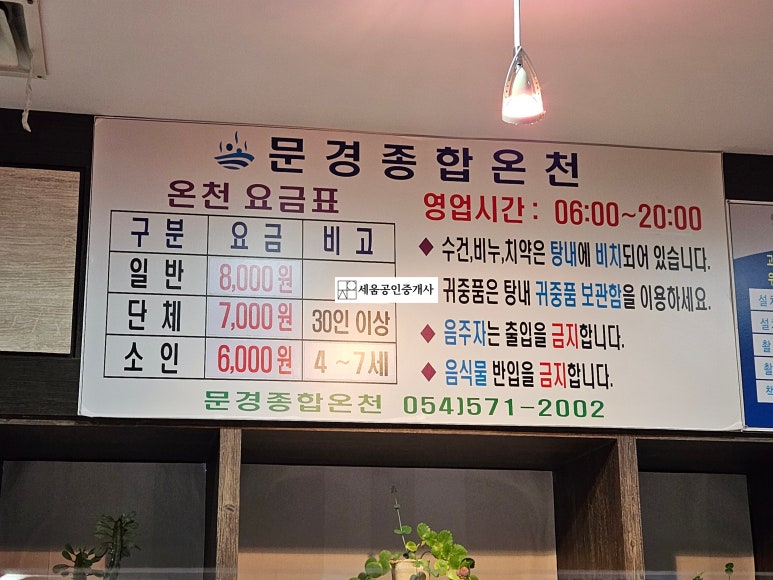 문경종합온천
온천 요금표
구분 요금 비고
일반 8,000원
단체 7,000원 30인 이상
소인 6,000원 4~7세
영업시간 : 06:00~20:00
◆ 수건,비누,치약은 탕내에 비치되어 있습니다.
귀중품은 탕내 귀중품 보관함을 이용하세요.
◆ 음주자는 출입을 금지합니다.
◆ 음식물 반입을 금지합니다.
문경종합온천 054)571-2002
세움공인중개사